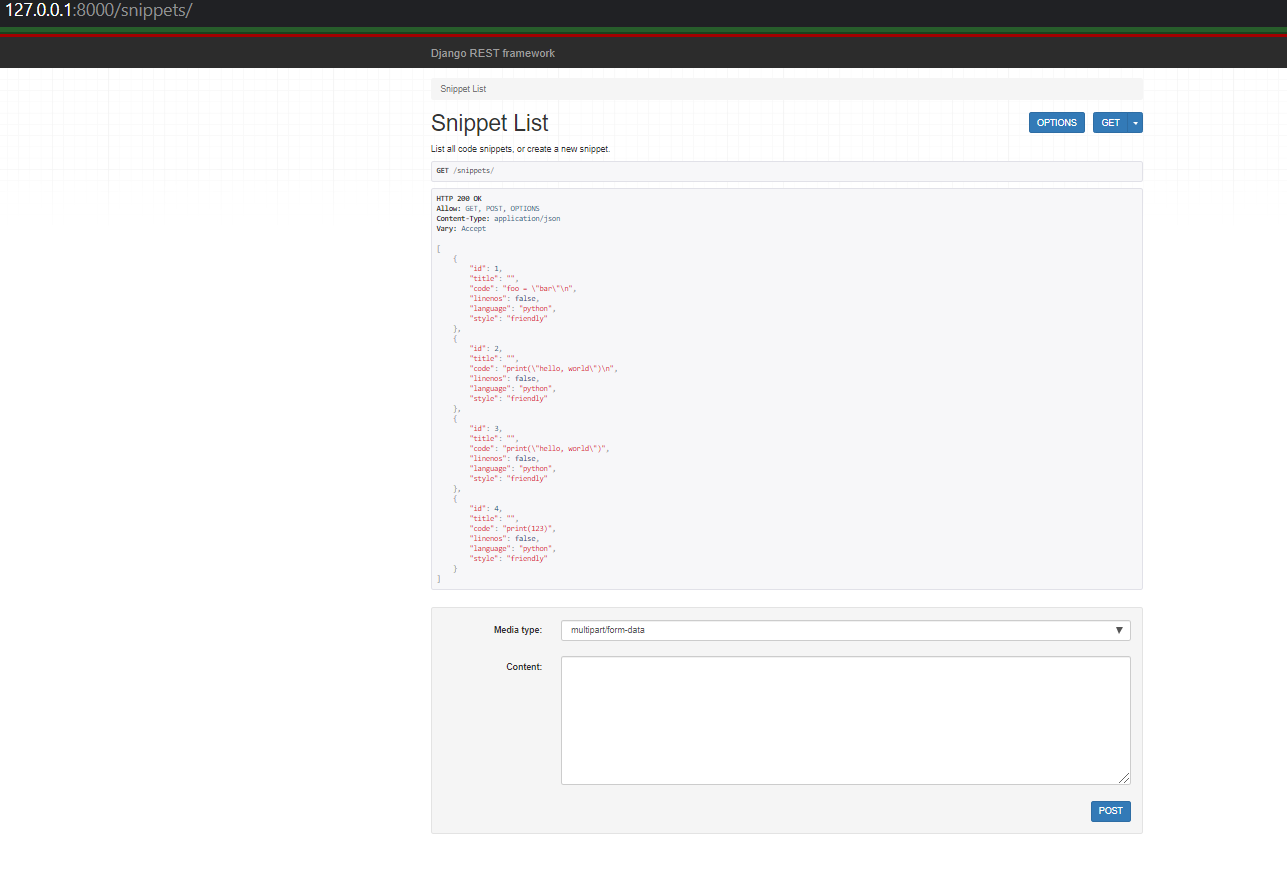 127.0.0.1:8000/snippets/
Django REST framework
Snippet List
Snippet List
OPTIONS
GET
List all code snippets, or create a new snippet.
GET /snippets/
HTTP 200 OK
Allow: GET, POST, OPTIONS
Content-Type: application/json
Vary: Accept
[
    {
        "id": 1,
        "title": "",
        "code": "foo = \"bar\"\n",
        "linenos": false,
        "language": "python",
        "style": "friendly"
    },
    {
        "id": 2,
        "title": "",
        "code": "print(\"hello, world\")\n",
        "linenos": false,
        "language": "python",
        "style": "friendly"
    },
    {
        "id": 3,
        "title": "",
        "code": "print(\"hello, world\")",
        "linenos": false,
        "language": "python",
        "style": "friendly"
    },
    {
        "id": 4,
        "title": "",
        "code": "print(123)",
        "linenos": false,
        "language": "python",
        "style": "friendly"
    }
]
Media type:
multipart/form-data
Content:
POST